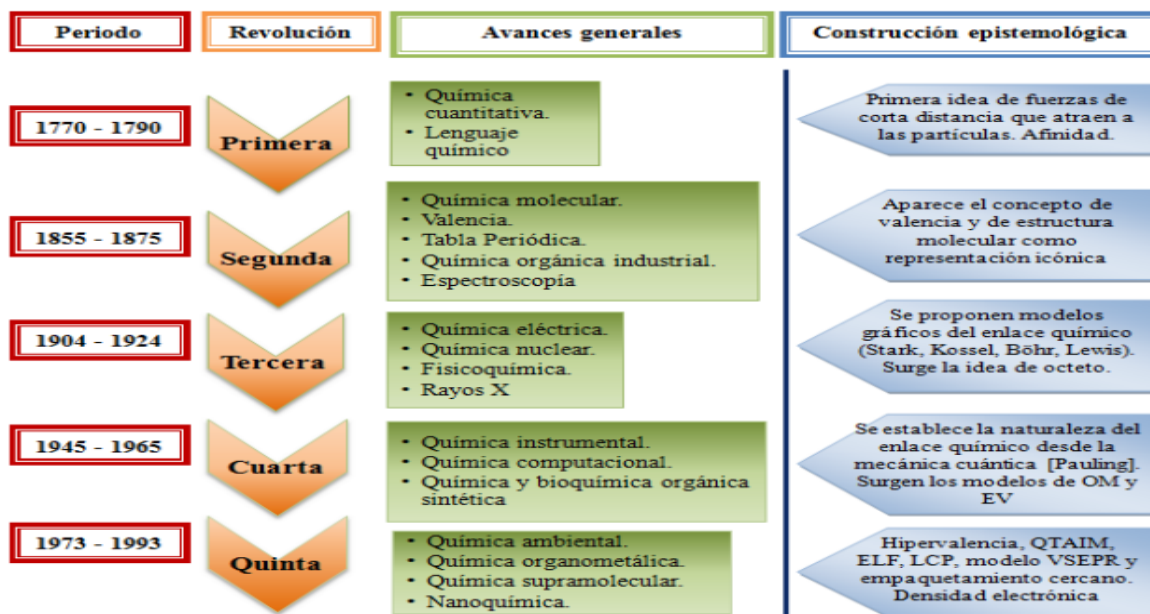 Periodo
Revolución
Avances generales
Construcción epistemológica
1770 - 1790
Primera
• Química
cuantitativa.
• Lenguaje
químico
Primera idea de fuerzas de
corta distancia que atraen a
las partículas. Afinidad.
1855 - 1875
Segunda
• Química molecular.
• Valencia.
• Tabla Periódica.
• Química orgánica industrial.
• Espectroscopía
Aparece el concepto de
valencia y de estructura
molecular como
representación icónica
1904 - 1924
Tercera
• Química eléctrica.
• Química nuclear.
• Fisicoquímica.
• Rayos X
Se proponen modelos
gráficos del enlace químico
(Stark, Kossel, Böhr, Lewis).
Surge la idea de octeto.
1945 - 1965
Cuarta
• Química instrumental.
• Química computacional.
• Química y bioquímica orgánica
sintética
Se establece la naturaleza del
enlace químico desde la
mecánica cuántica [Pauling].
Surgen los modelos de OM y
EV
1973 - 1993
Quinta
• Química ambiental.
• Química organometálica.
• Química supramolecular.
• Nanoquímica.
Hipervalencia, QTAIM,
ELF, LCP, modelo VSEPR y
empaquetamiento cercano.
Densidad electrónica